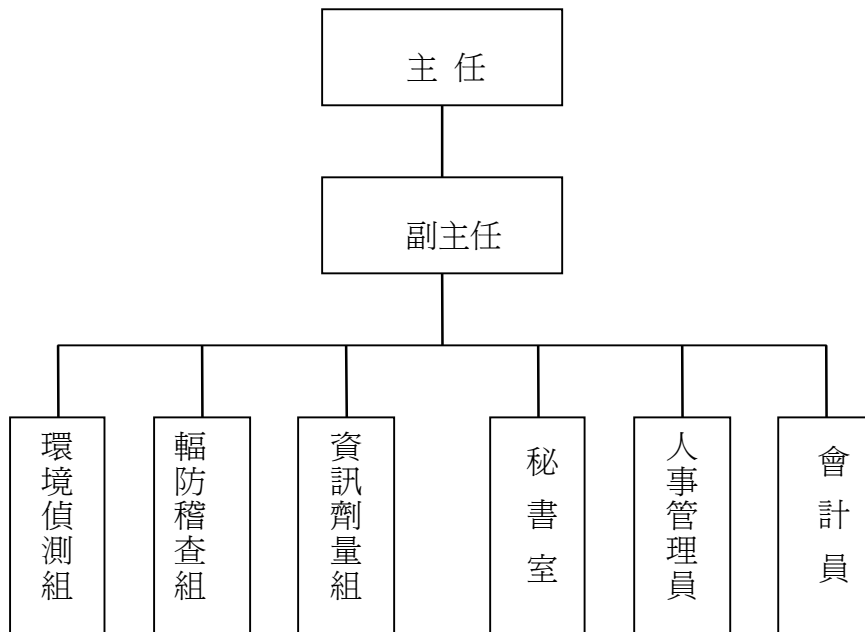 主 任
副主任
環境偵測組
輻防稽查組
資訊劑量組
秘書室
人事管理員
會計員